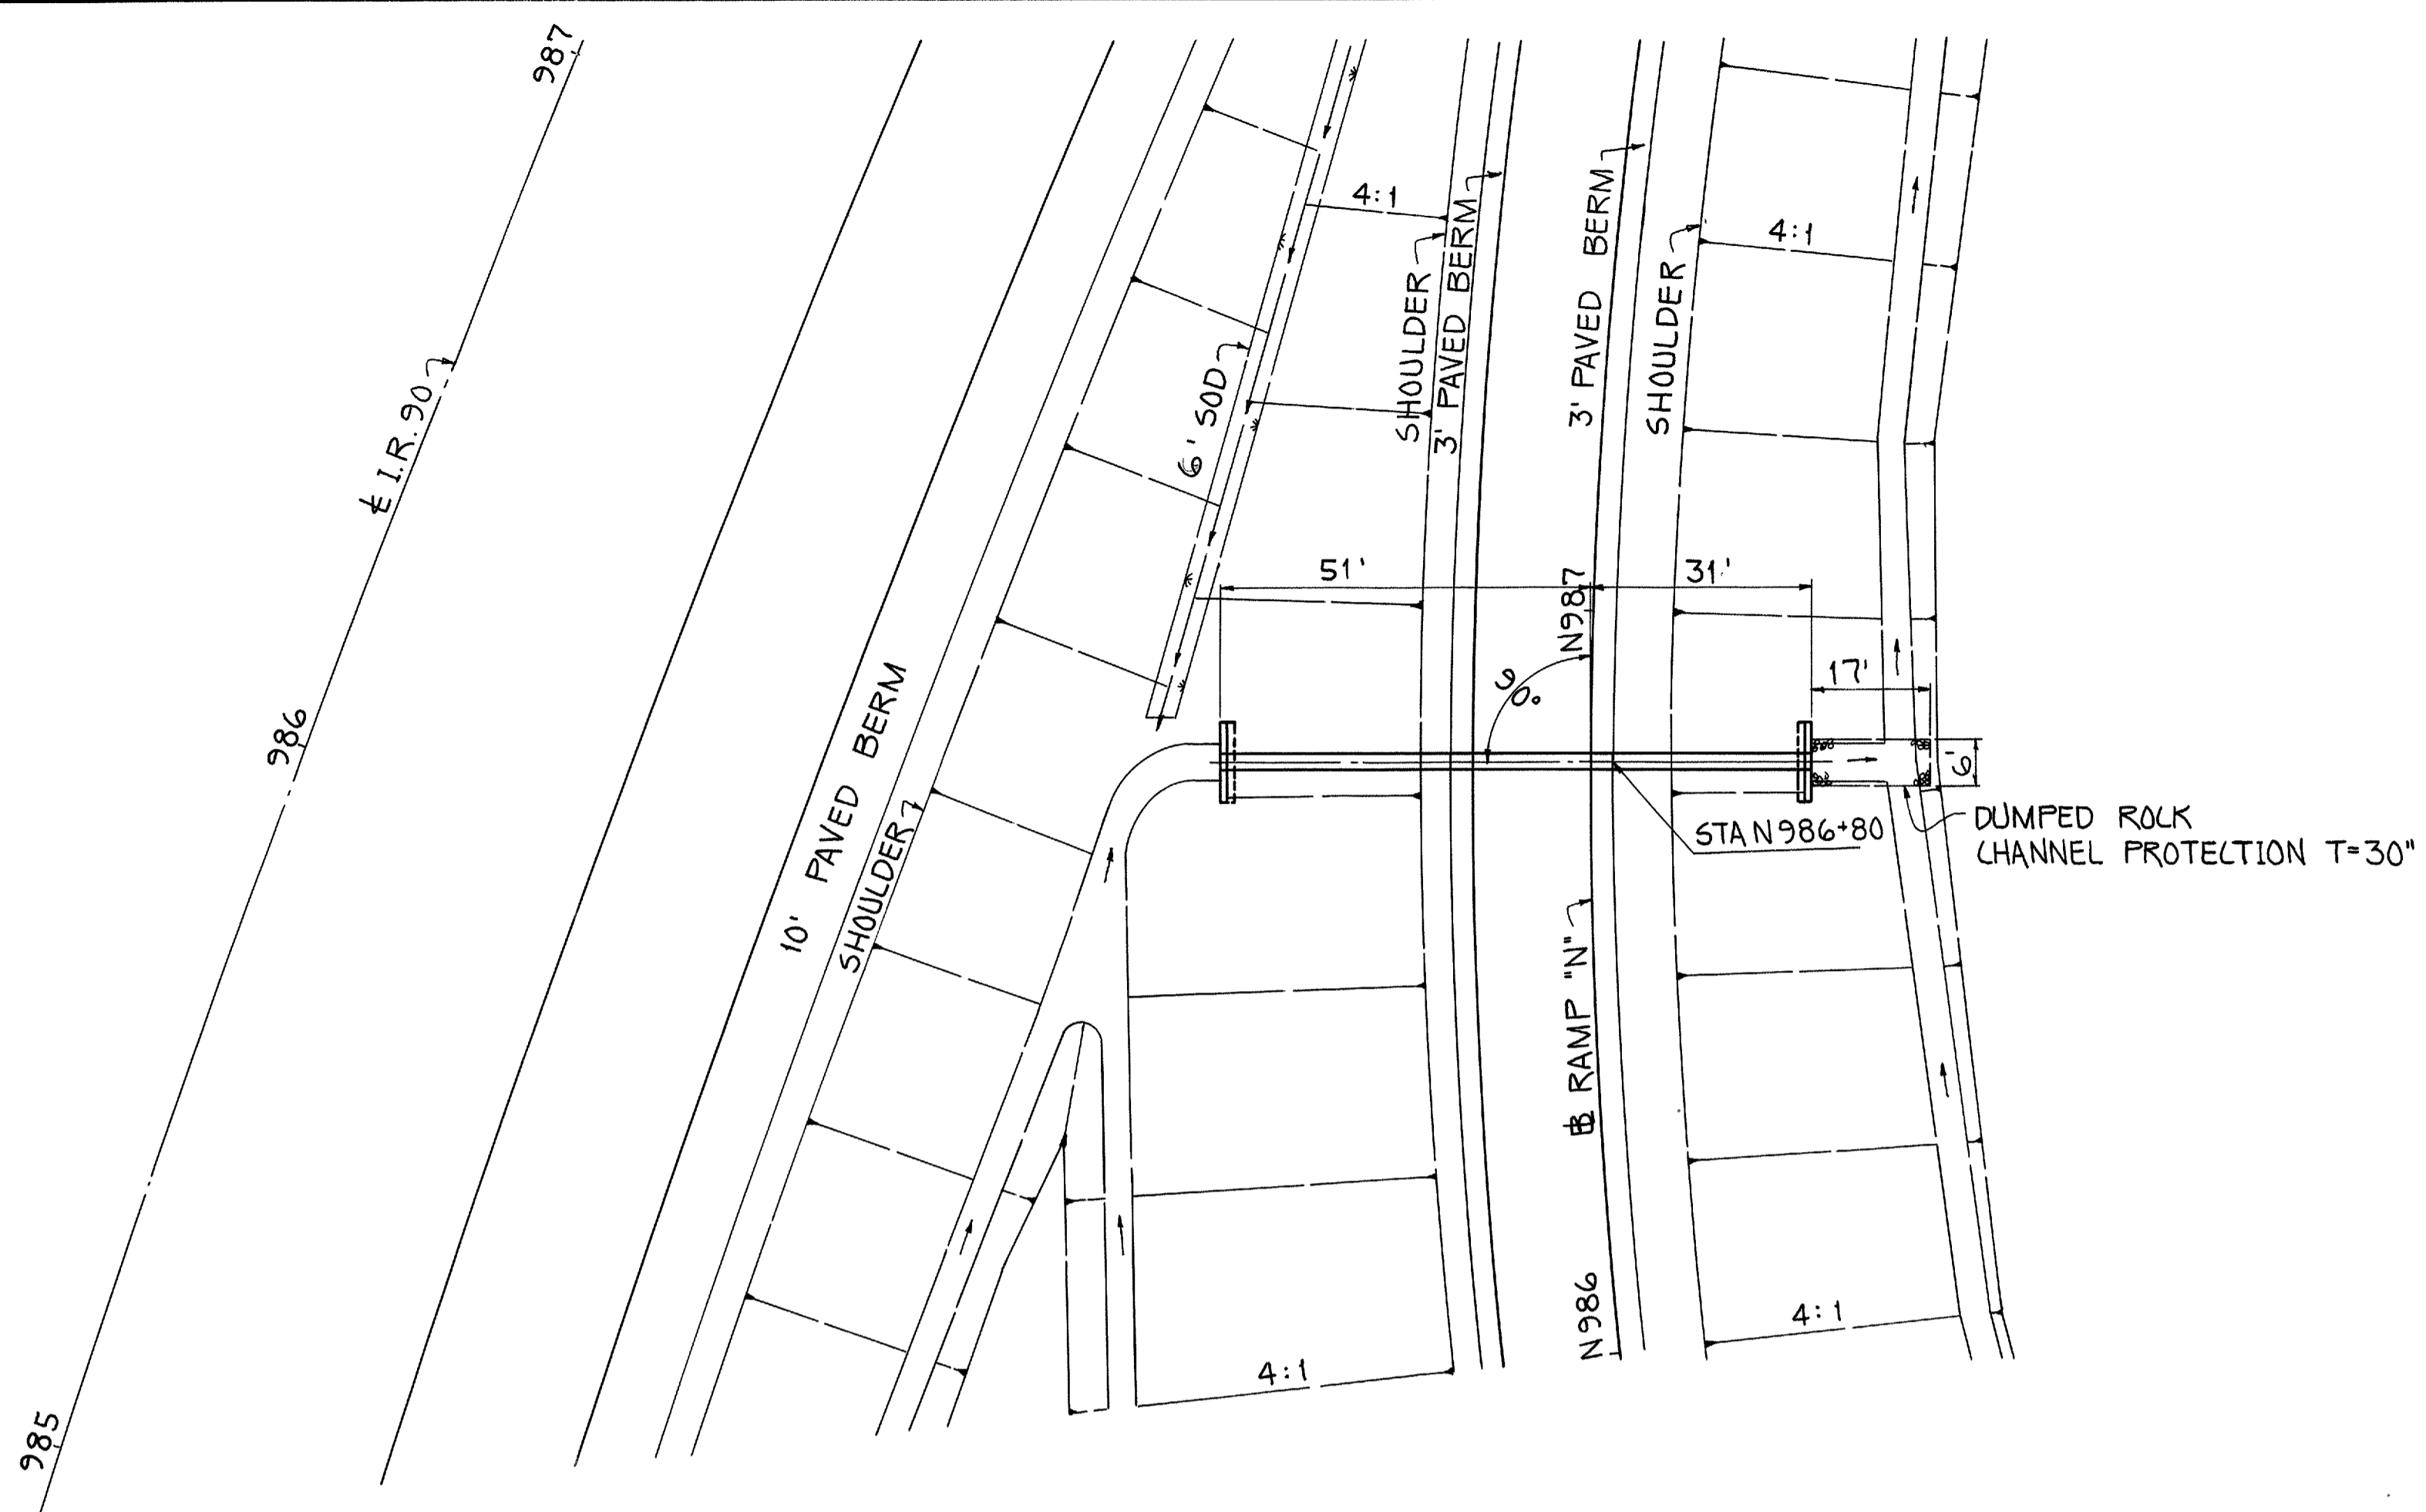 987
℄ I.R. 90
986
985
10' PAVED BERM
SHOULDER
6' SOD
4:1
SHOULDER
3' PAVED BERM
3' PAVED BERM
SHOULDER
4:1
51'
31'
N987
90°
17'
6'
STA N986+80
DUMPED ROCK
CHANNEL PROTECTION T=30"
RAMP "N"
N986
4:1
4:1